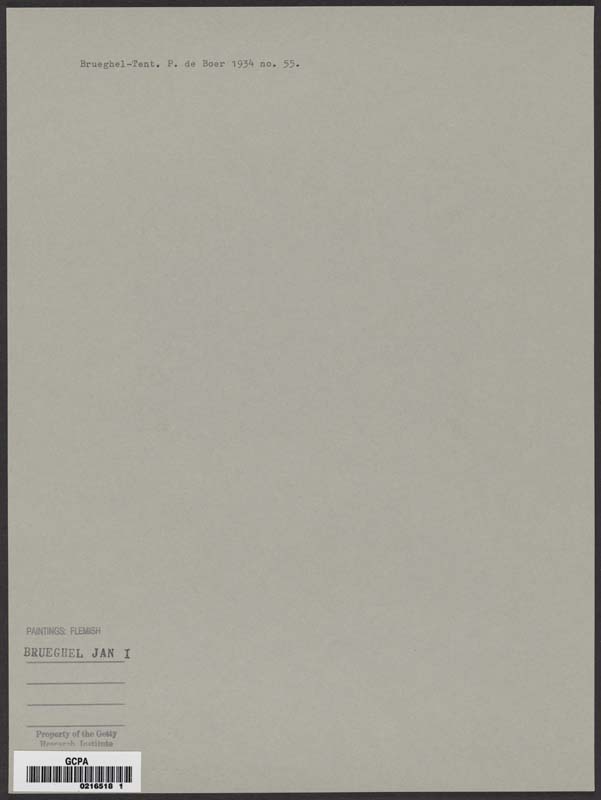 Brueghel-Tent. P. de Boer 1934 no. 55.
PAINTINGS: FLEMISH
BRUEGHEL JAN I
Property of the Getty
Research Institute
GCPA
0216518 1